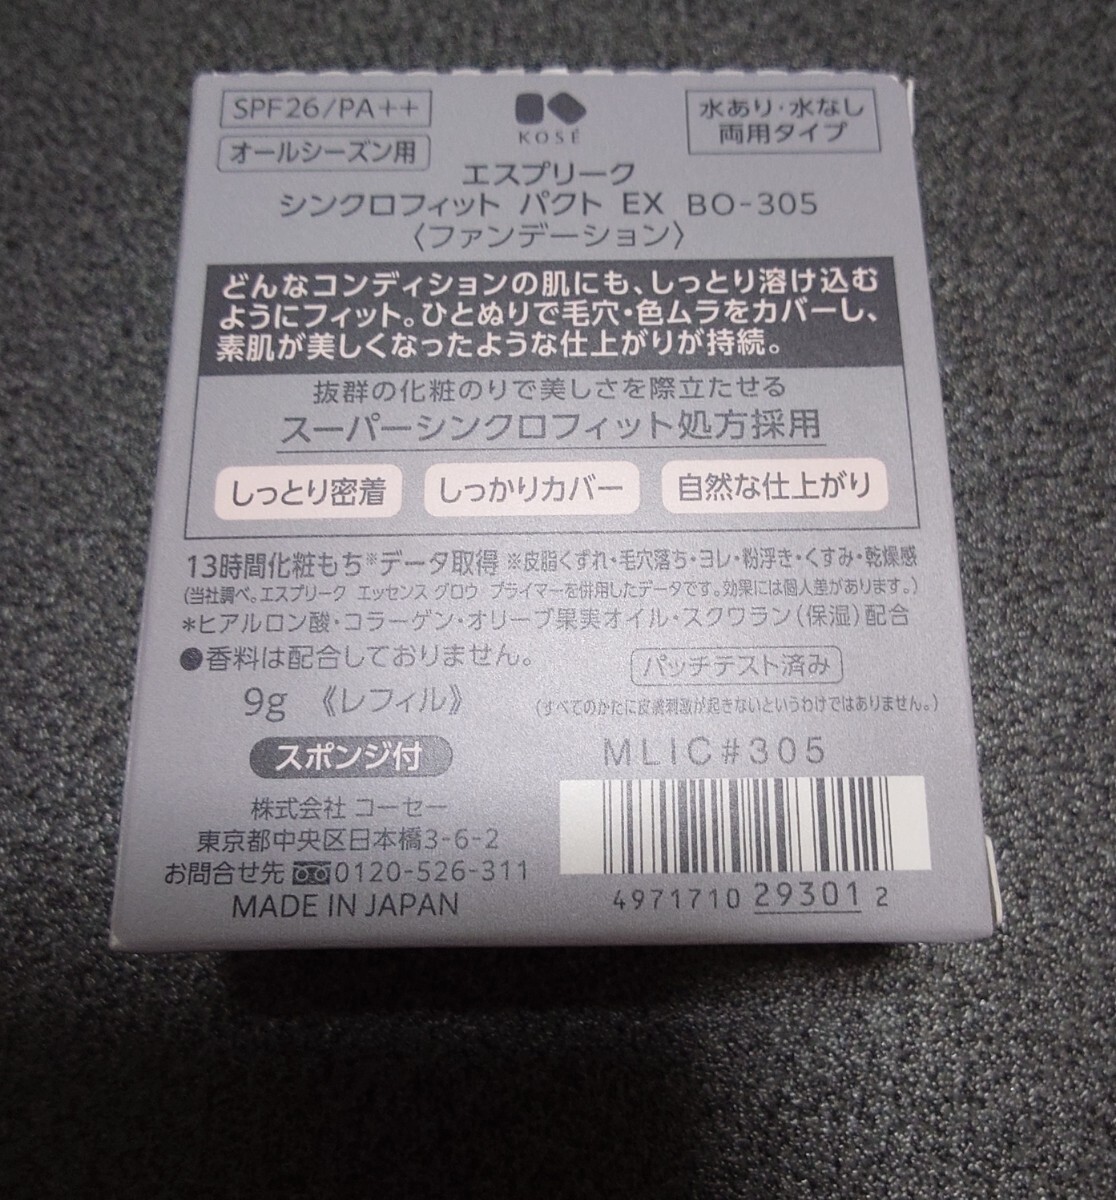 SPF26/PA++
オールシーズン用
KOSÉ
水あり・水なし
両用タイプ
エスプリーク
シンクロフィット パクト EX BO-305
〈ファンデーション〉
どんなコンディションの肌にも、しっとり溶け込む
ようにフィット。ひとぬりで毛穴・色ムラをカバーし、
素肌が美しくなったような仕上がりが持続。
抜群の化粧のりで美しさを際立たせる
スーパーシンクロフィット処方採用
しっとり密着
しっかりカバー
自然な仕上がり
13時間化粧もち※データ取得 ※皮脂くずれ・毛穴落ち・ヨレ・粉浮き・くすみ・乾燥感
(当社調べ。エスプリーク エッセンス グロウ プライマーを併用したデータです。効果には個人差があります。)
*ヒアルロン酸・コラーゲン・オリーブ果実オイル・スクワラン(保湿)配合
●香料は配合しておりません。
パッチテスト済み
9g 《レフィル》
(すべてのかたに皮膚刺激が起きないというわけではありません。)
スポンジ付
MLIC#305
株式会社 コーセー
東京都中央区日本橋3-6-2
お問合せ先 0120-526-311
MADE IN JAPAN
4971710 29301 2